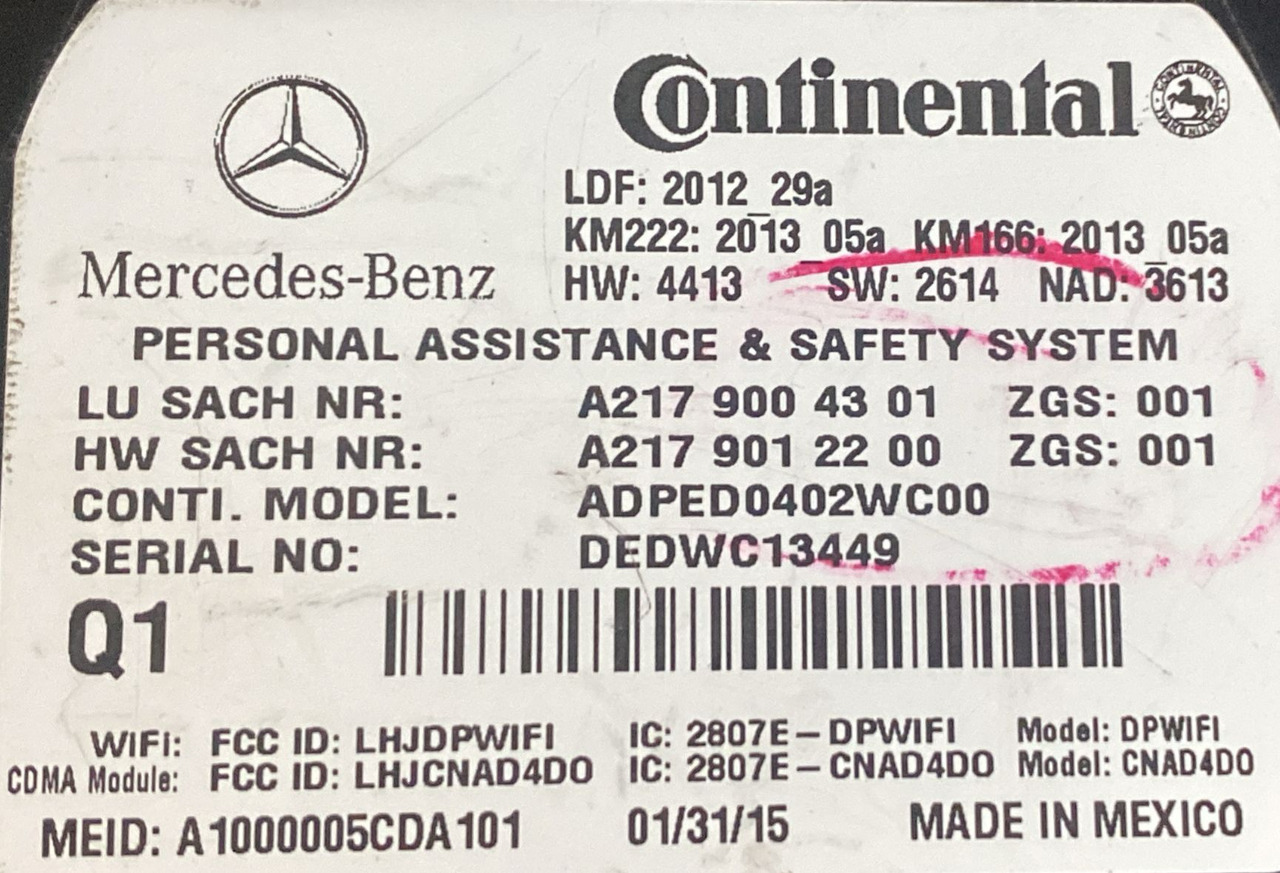 Continental
CONTINENTAL CONTINENTAL
Mercedes-Benz
LDF: 2012_29a
KM222: 2013_05a KM166: 2013_05a
HW: 4413 SW: 2614 NAD: 3613
PERSONAL ASSISTANCE & SAFETY SYSTEM
LU SACH NR: A217 900 43 01 ZGS: 001
HW SACH NR: A217 901 22 00 ZGS: 001
CONTI. MODEL: ADPED0402WC00
SERIAL NO: DEDWC13449
Q1
WIFI: FCC ID: LHJDPWIFI IC: 2807E–DPWIFI Model: DPWIFI
CDMA Module: FCC ID: LHJCNAD4DO IC: 2807E–CNAD4DO Model: CNAD4DO
MEID: A1000005CDA101 01/31/15 MADE IN MEXICO